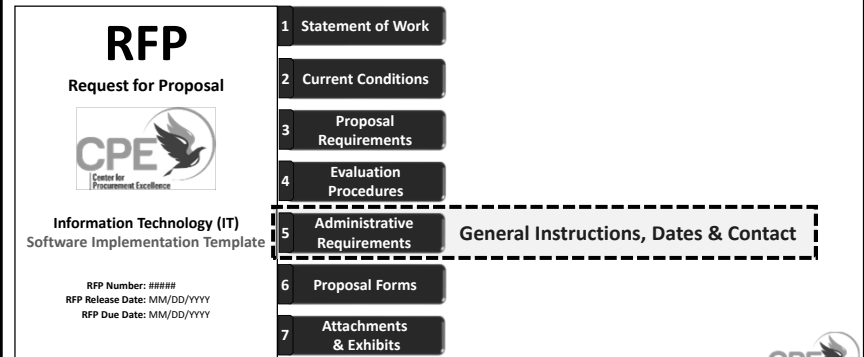 RFP
Request for Proposal
CPE
Center for
Procurement Excellence
Information Technology (IT)
Software Implementation Template
RFP Number: #####
RFP Release Date: MM/DD/YYYY
RFP Due Date: MM/DD/YYYY
1 Statement of Work
2 Current Conditions
3 Proposal
Requirements
4 Evaluation
Procedures
5 Administrative
Requirements
General Instructions, Dates & Contact
6 Proposal Forms
7 Attachments
& Exhibits
CPE